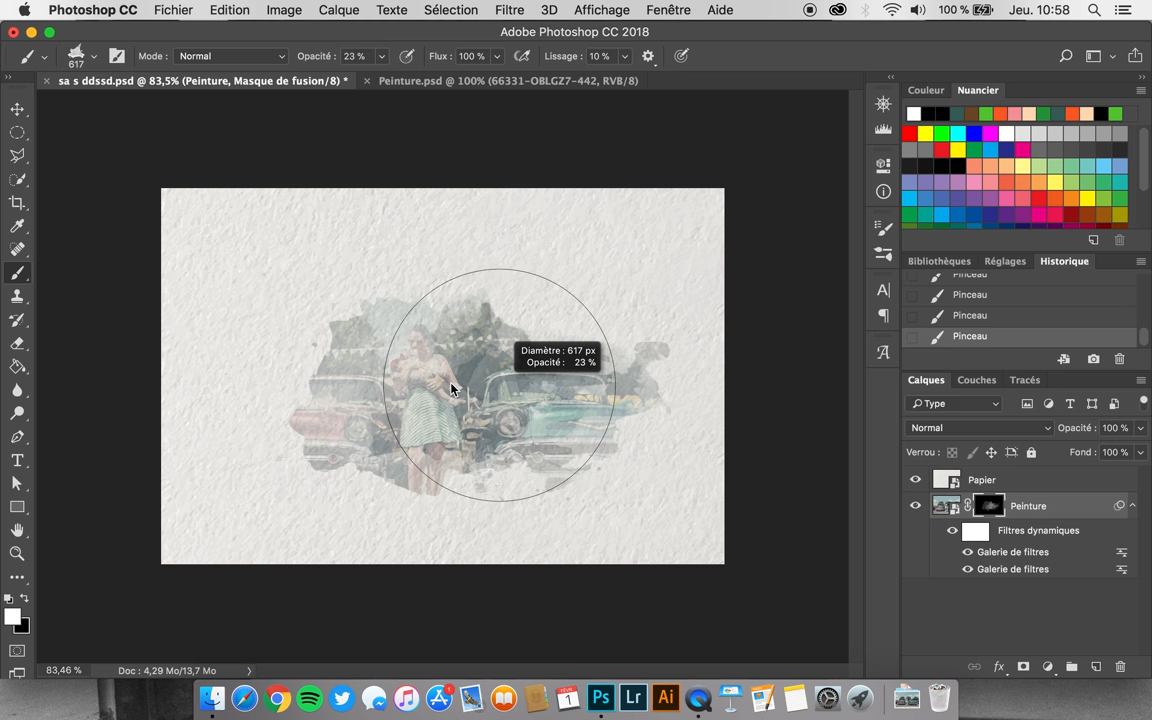 Photoshop CC Fichier Edition Image Calque Texte Sélection Filtre 3D Affichage Fenêtre Aide 100 % Jeu. 10:58
Adobe Photoshop CC 2018
617 Mode : Normal Opacité : 23 % Flux : 100 % Lissage : 10 %
sa s ddssd.psd @ 83,5% (Peinture, Masque de fusion/8) * Peinture.psd @ 100% (66331-OBLGZ7-442, RVB/8)
Couleur Nuancier
Bibliothèques Réglages Historique
Pinceau
Pinceau
Pinceau
Pinceau
Diamètre : 617 px
Opacité : 23 %
Calques Couches Tracés
Type
Normal Opacité : 100 %
Verrou : Fond : 100 %
Papier
Peinture
Filtres dynamiques
Galerie de filtres
Galerie de filtres
83,46 % Doc : 4,29 Mo/13,7 Mo
FÉVR
1
1
Ps Lr Ai